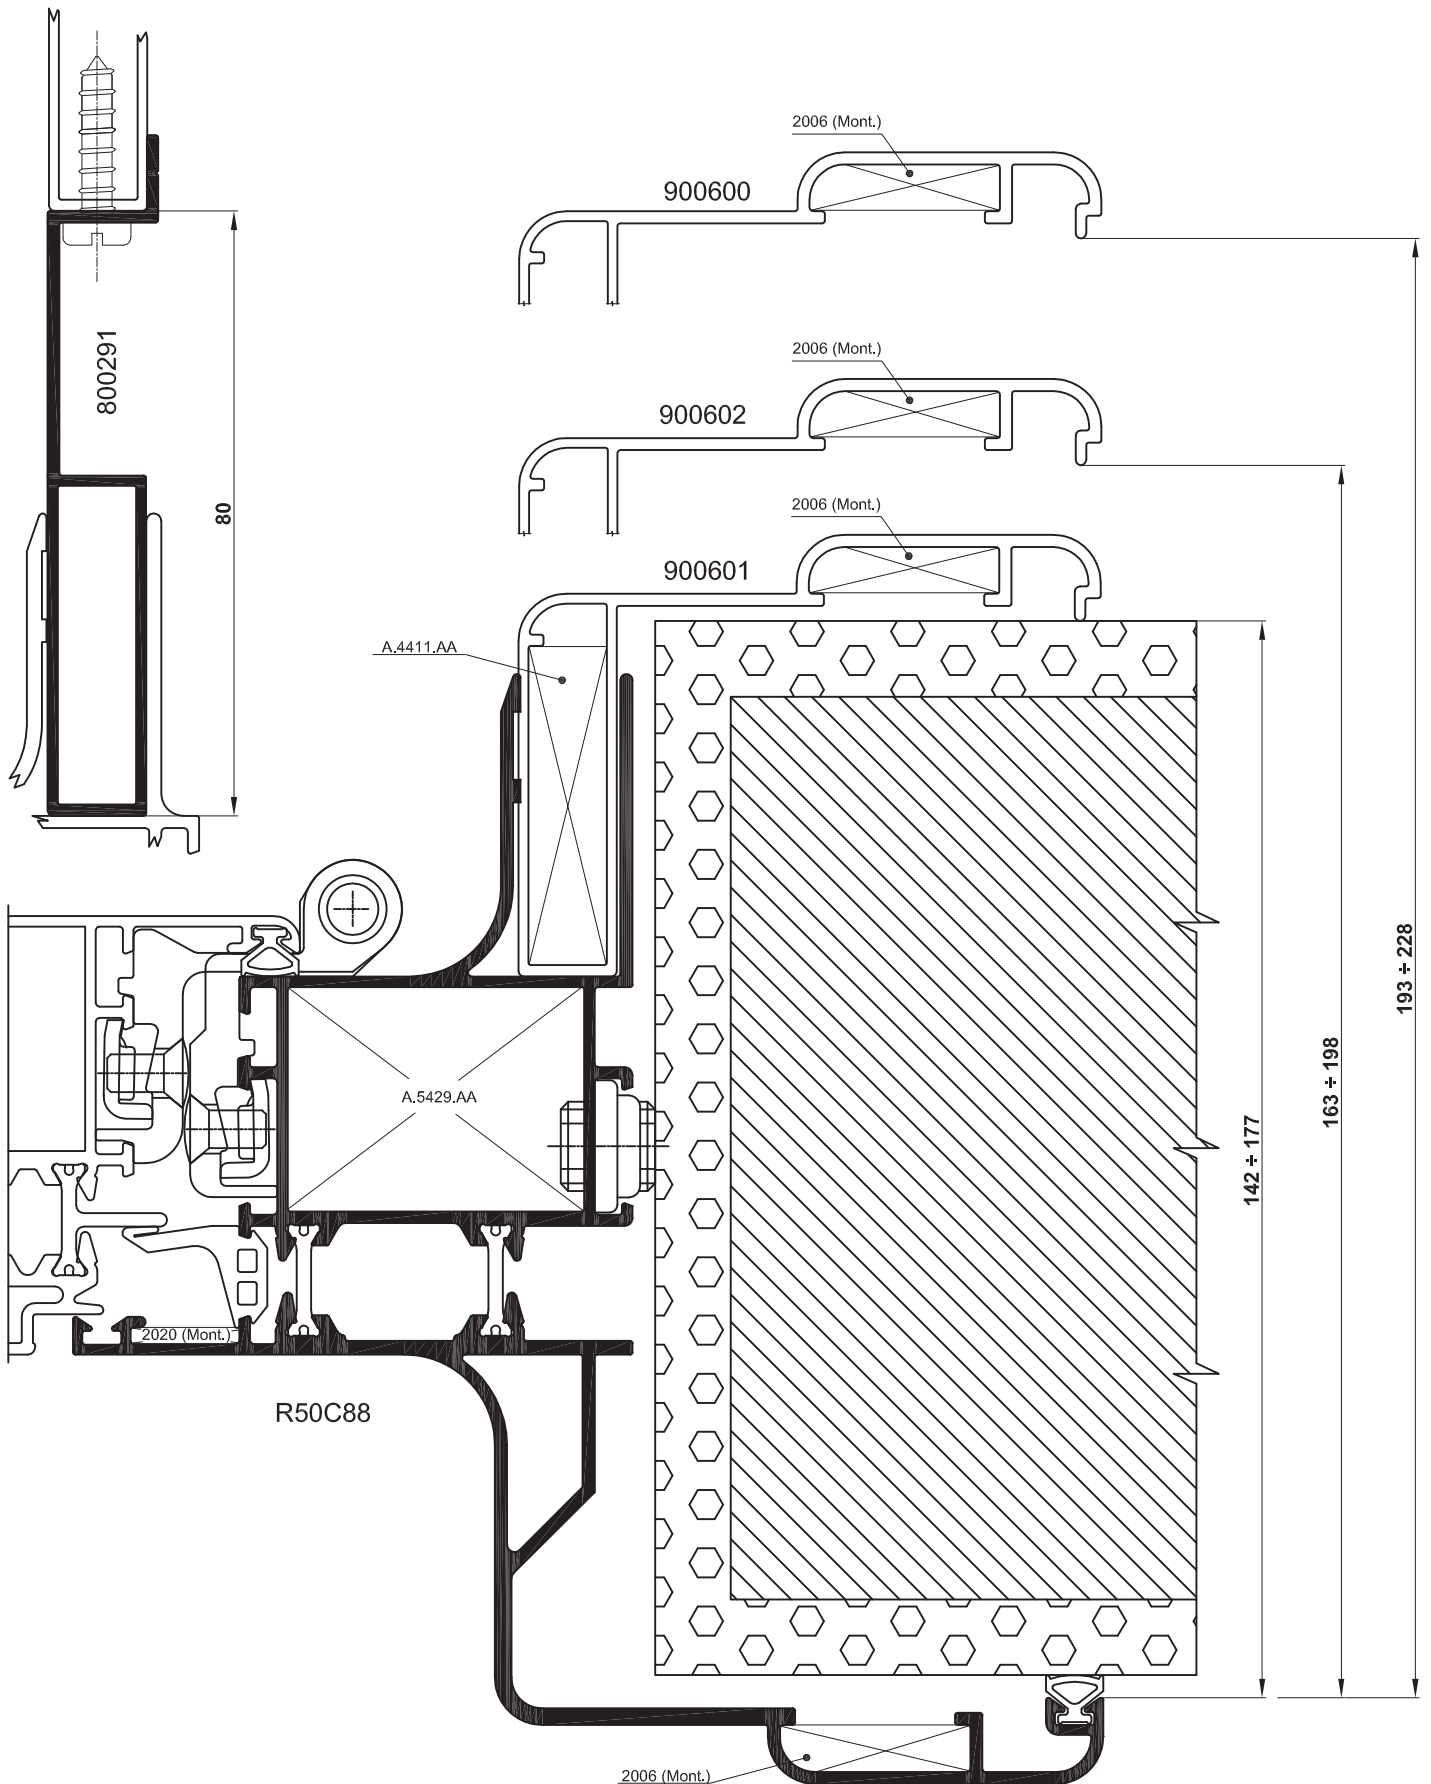 2006 (Mont.)
900600
800291
80
2006 (Mont.)
900602
2006 (Mont.)
900601
A.4411.AA
193 ÷ 228
163 ÷ 198
142 ÷ 177
A.5429.AA
2020 (Mont.)
R50C88
2006 (Mont.)